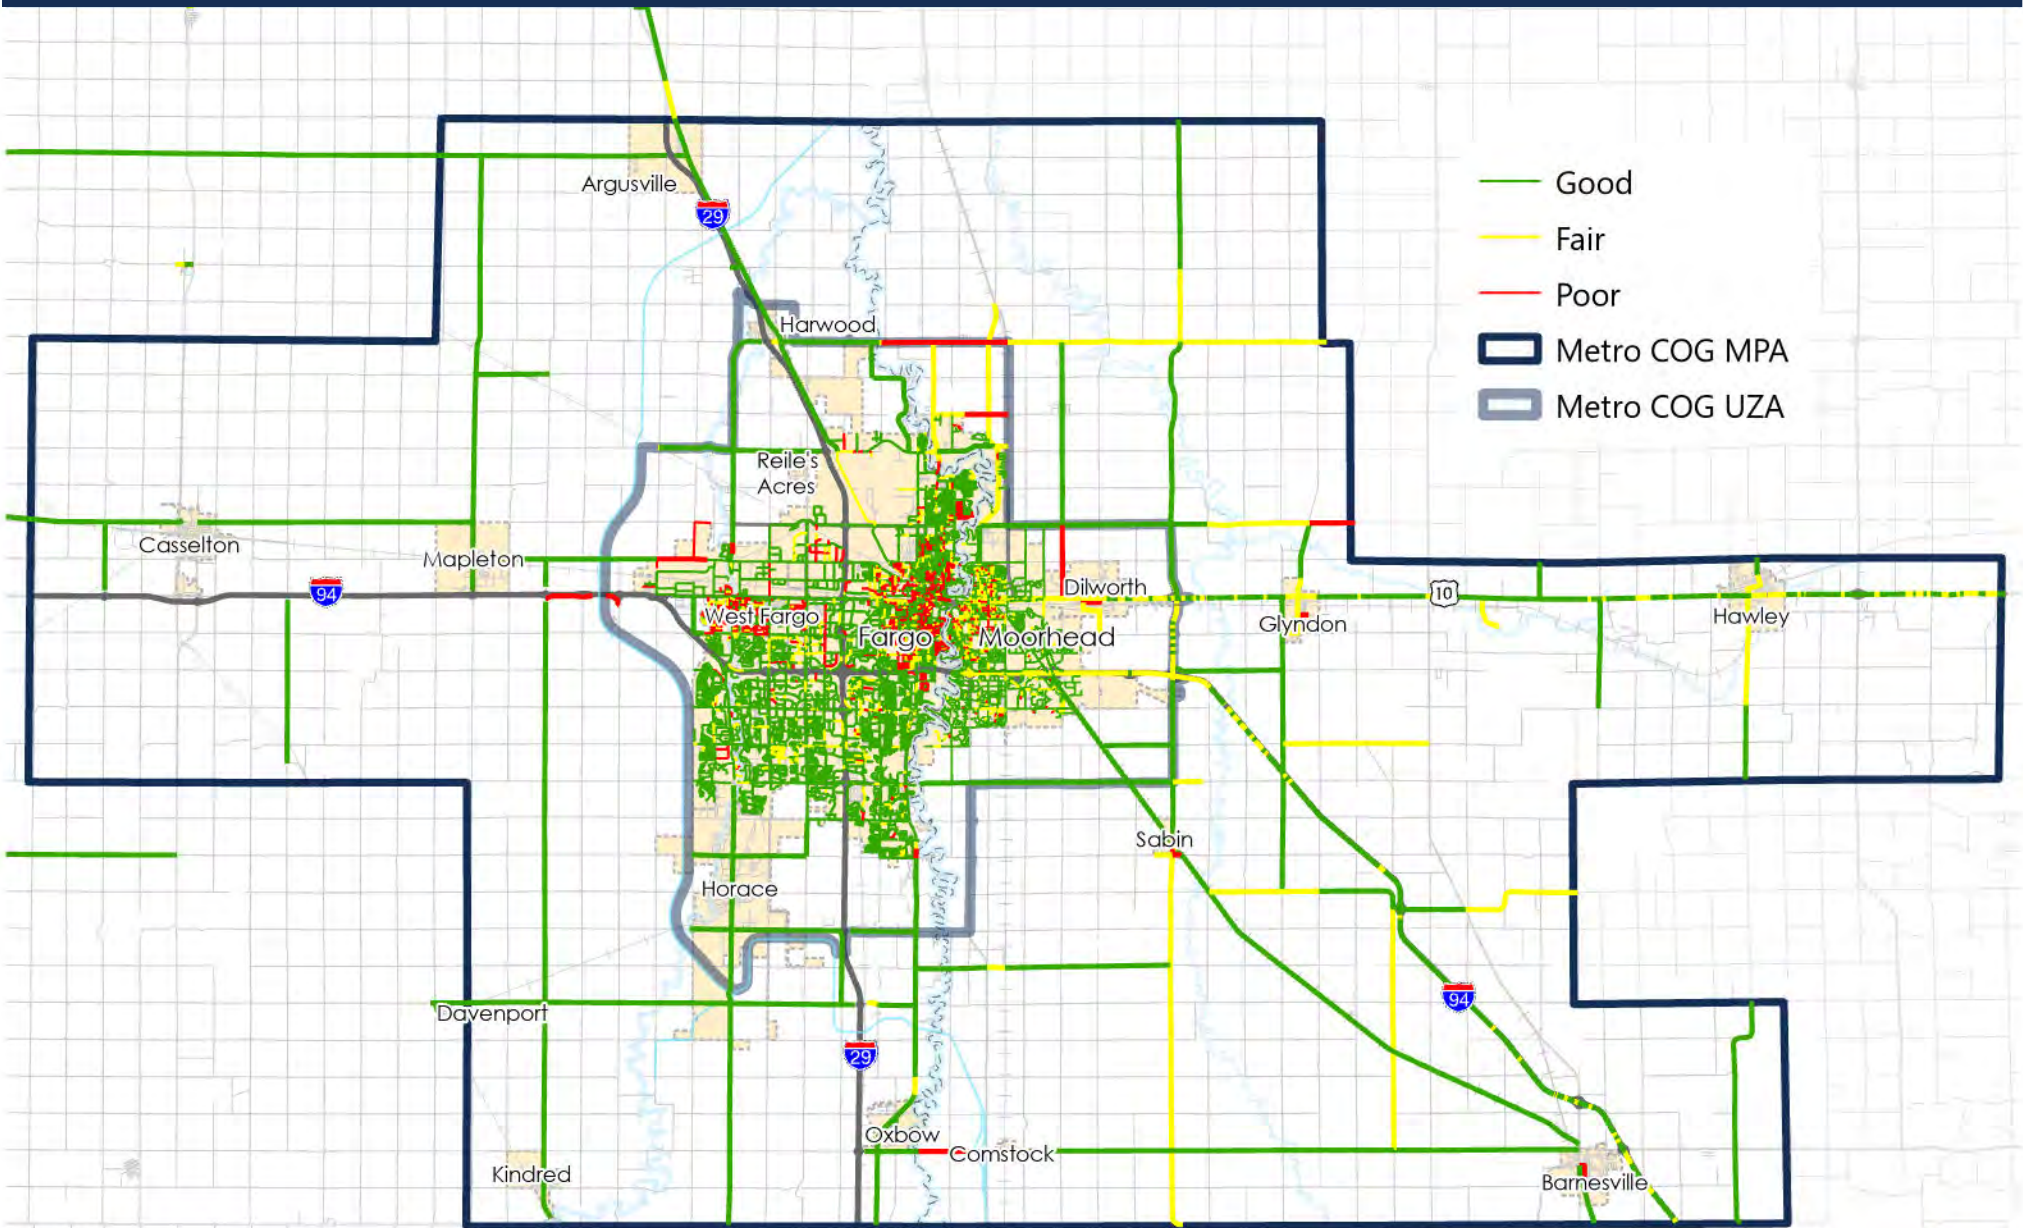 Argusville
29
Good
Fair
Poor
Metro COG MPA
Metro COG UZA
Harwood
Reile's
Acres
Casselton
Mapleton
94
West Fargo
Fargo
Moorhead
Dilworth
Glyndon
10
Hawley
Sabin
Horace
Davenport
94
29
Oxbow
Comstock
Kindred
Barnesville